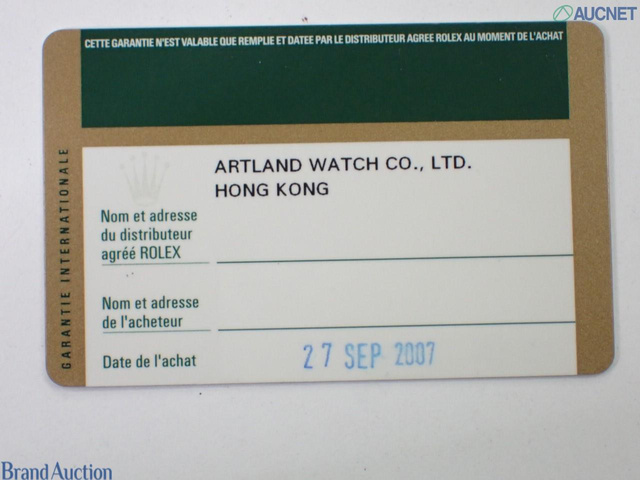 AUCNET
CETTE GARANTIE N'EST VALABLE QUE REMPLIE ET DATEE PAR LE DISTRIBUTEUR AGREE ROLEX AU MOMENT DE L'ACHAT
GARANTIE INTERNATIONALE
ARTLAND WATCH CO., LTD.
HONG KONG
Nom et adresse
du distributeur
agréé ROLEX
Nom et adresse
de l'acheteur
Date de l'achat 27 SEP 2007
Brand Auction